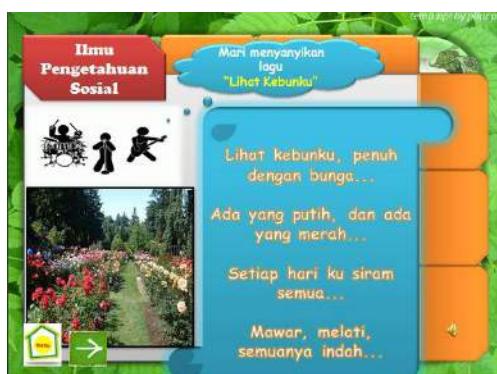 Ilmu
Pengetahuan
Sosial
Mari menyanyikan
lagu
"Lihat Kebunku"
Lihat kebunku, penuh
dengan bunga...
Ada yang putih, dan ada
yang merah...
Setiap hari ku siram
semua...
Mawar, melati,
semuanya indah...